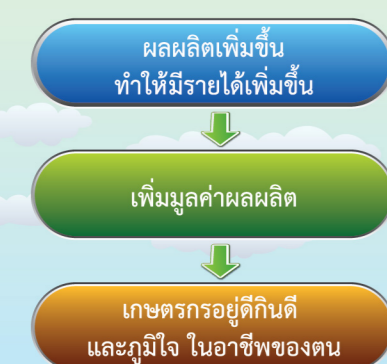 ผลผลิตเพิ่มขึ้น
ทำให้มีรายได้เพิ่มขึ้น
เพิ่มมูลค่าผลผลิต
เกษตรกรอยู่ดีกินดี
และภูมิใจ ในอาชีพของตน